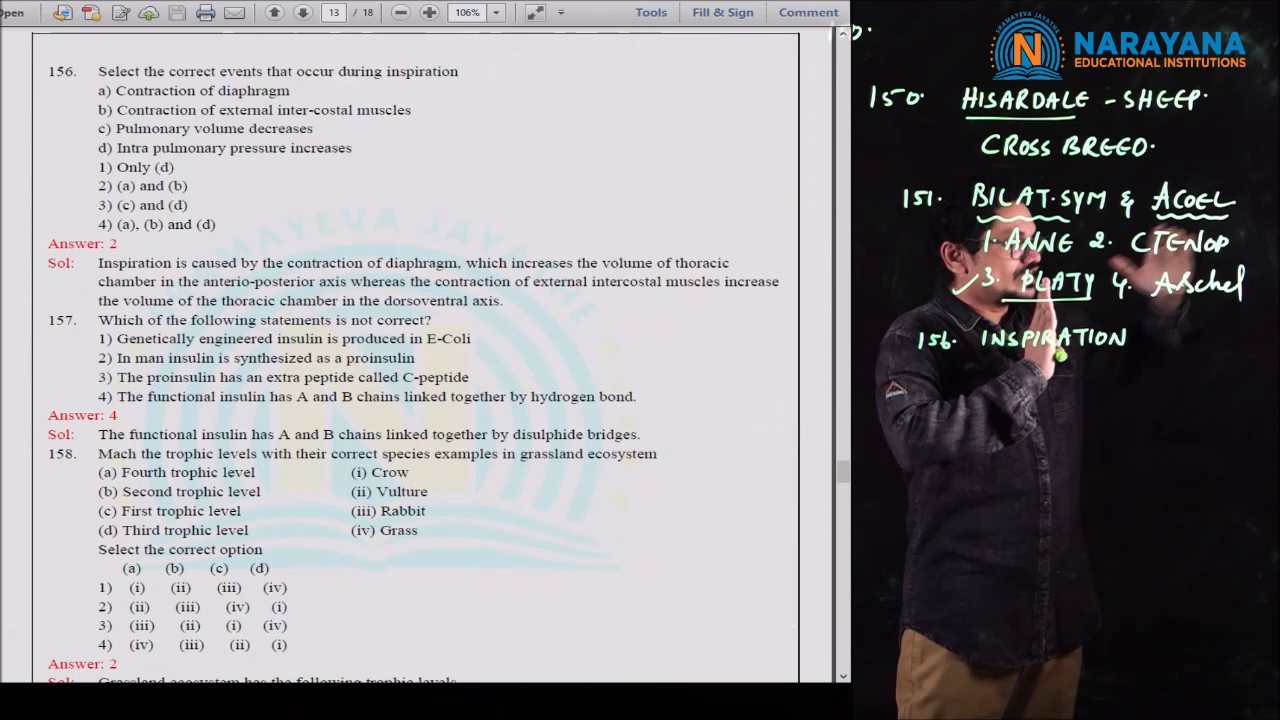 Open
13 / 18
106%
Tools
Fill & Sign
Comment
156. Select the correct events that occur during inspiration
a) Contraction of diaphragm
b) Contraction of external inter-costal muscles
c) Pulmonary volume decreases
d) Intra pulmonary pressure increases
1) Only (d)
2) (a) and (b)
3) (c) and (d)
4) (a), (b) and (d)
Answer: 2
Sol: Inspiration is caused by the contraction of diaphragm, which increases the volume of thoracic
chamber in the anterio-posterior axis whereas the contraction of external intercostal muscles increase
the volume of the thoracic chamber in the dorsoventral axis.
157. Which of the following statements is not correct?
1) Genetically engineered insulin is produced in E-Coli
2) In man insulin is synthesized as a proinsulin
3) The proinsulin has an extra peptide called C-peptide
4) The functional insulin has A and B chains linked together by hydrogen bond.
Answer: 4
Sol: The functional insulin has A and B chains linked together by disulphide bridges.
158. Mach the trophic levels with their correct species examples in grassland ecosystem
(a) Fourth trophic level (i) Crow
(b) Second trophic level (ii) Vulture
(c) First trophic level (iii) Rabbit
(d) Third trophic level (iv) Grass
Select the correct option
(a) (b) (c) (d)
1) (i) (ii) (iii) (iv)
2) (ii) (iii) (iv) (i)
3) (iii) (ii) (i) (iv)
4) (iv) (iii) (ii) (i)
Answer: 2
Sol: Grassland ecosystem has the following trophic levels
NARAYANA
EDUCATIONAL INSTITUTIONS
150. HISARDALE - SHEEP.
CROSS BREED.
151. BILAT. SYM & ACOEL
1. ANNE 2. CTENOP
3. PLATY 4. Aschel
156. INSPIRATION